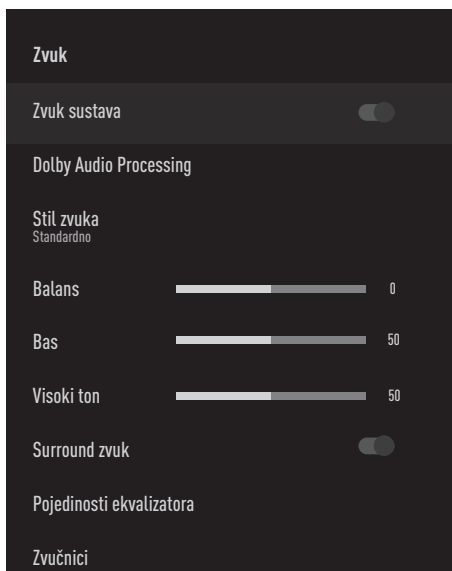 Zvuk
Zvuk sustava
Dolby Audio Processing
Stil zvuka
Standardno
Balans 0
Bas 50
Visoki ton 50
Surround zvuk
Pojedinosti ekvalizatora
Zvučnici